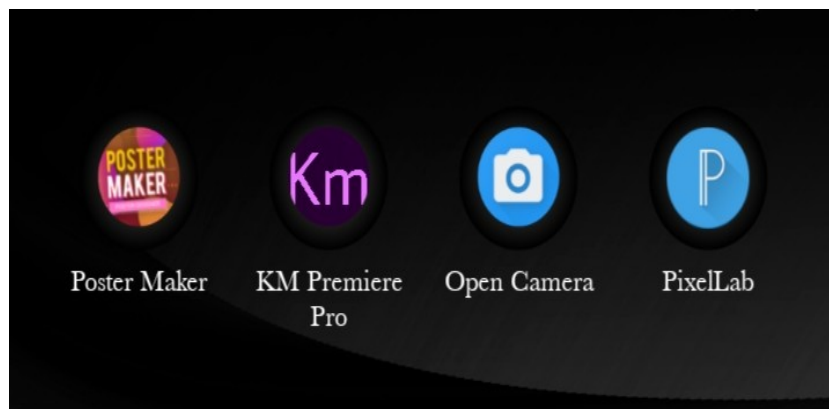 POSTER
MAKER
Km
P
Poster Maker
KM Premiere
Pro
Open Camera
PixelLab